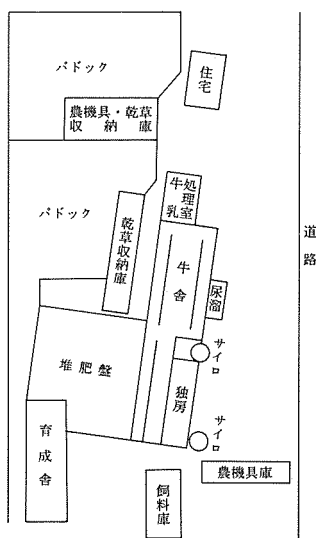 パドック
住宅
農機具・乾草
収納庫
牛乳
処理室
パドック
乾草収納庫
牛舎
尿溜
道路
サイロ
堆肥盤
独房
サイロ
育成舎
農機具庫
飼料庫